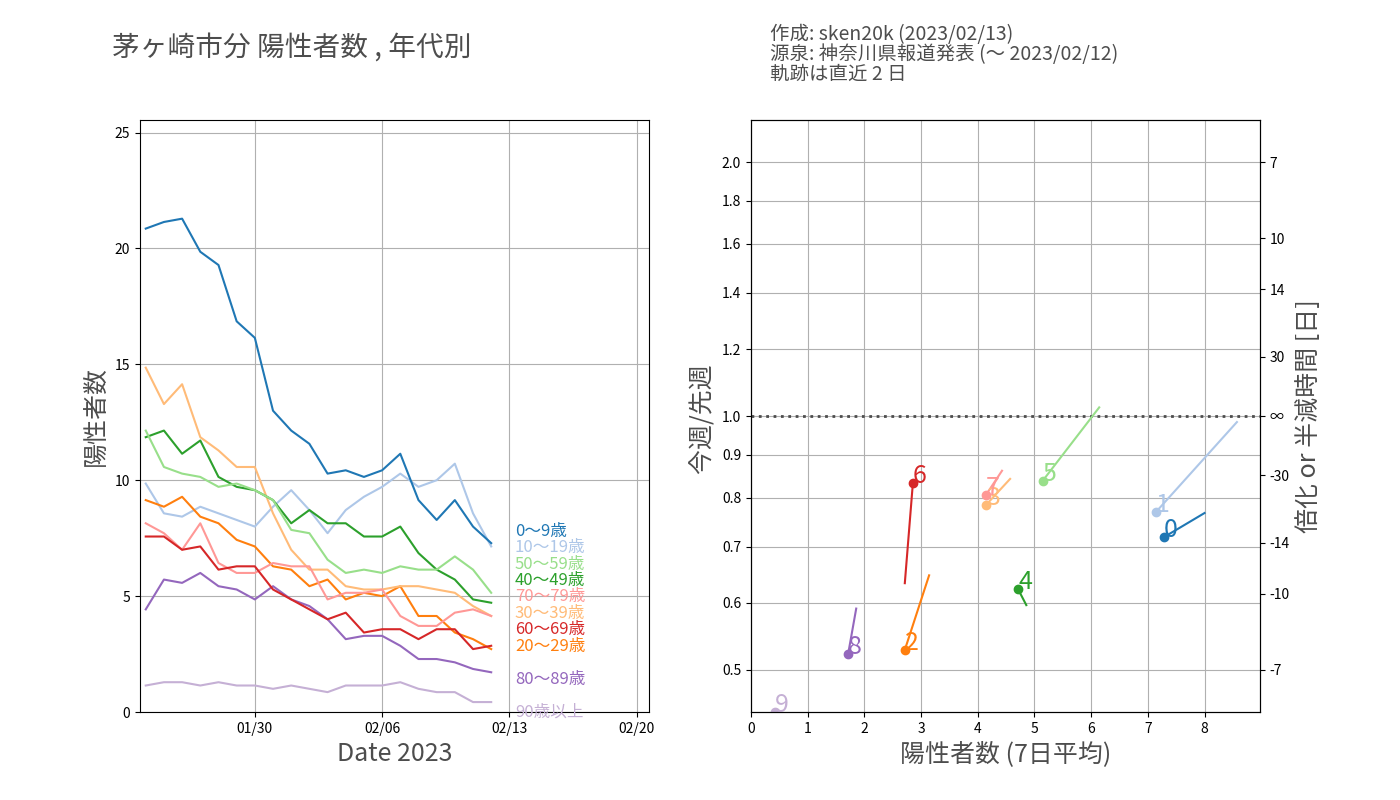 茅ヶ崎市分 陽性者数 , 年代別
作成: sken20k (2023/02/13)
源泉: 神奈川県報道発表 (〜 2023/02/12)
軌跡は直近 2 日
陽性者数
25
20
15
10
5
0
01/30
02/06
02/13
02/20
Date 2023
0〜9歳
10〜19歳
50〜59歳
40〜49歳
70〜79歳
30〜39歳
60〜69歳
20〜29歳
80〜89歳
90歳以上
今週/先週
2.0
1.8
1.6
1.4
1.2
1.0
0.9
0.8
0.7
0.6
0.5
0
1
2
3
4
5
6
7
8
陽性者数 (7日平均)
7
10
14
30
∞
-30
-14
-10
-7
倍化 or 半減時間 [日]
6
7
3
5
1
0
4
2
8
9